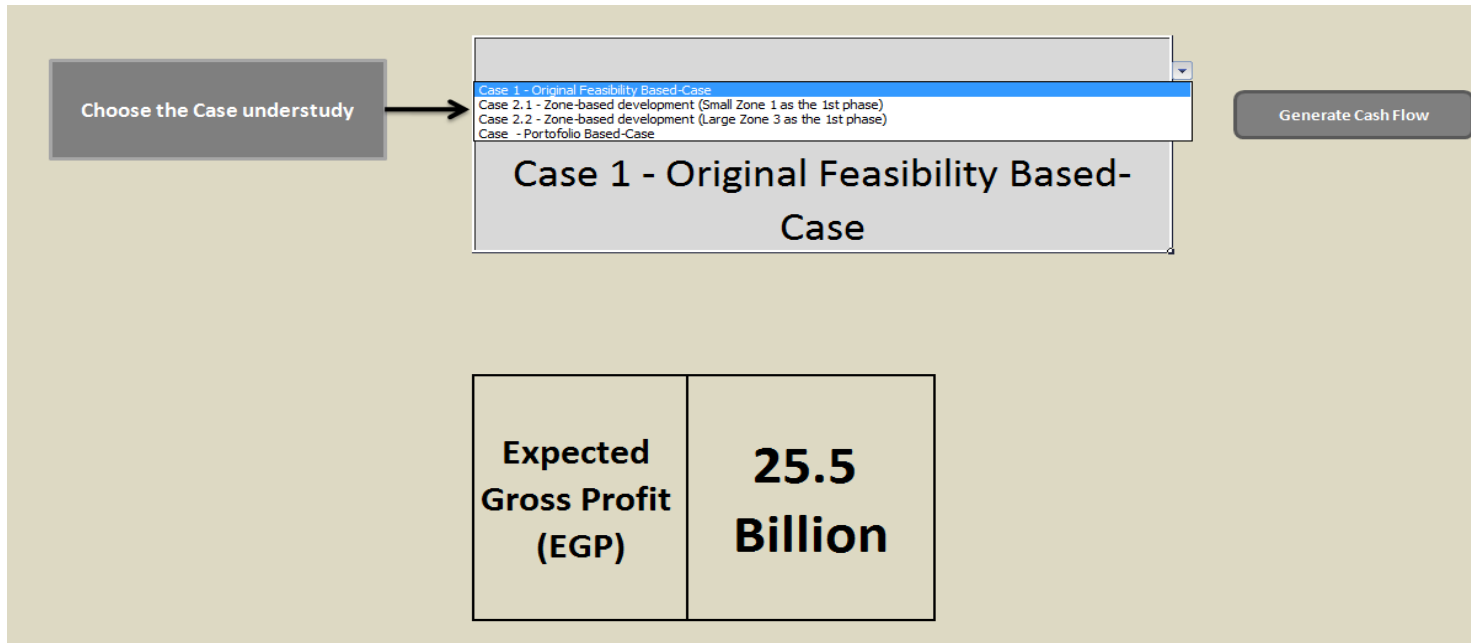 Choose the Case understudy
Case 1 - Original Feasibility Based-Case
Case 2.1 - Zone-based development (Small Zone 1 as the 1st phase)
Case 2.2 - Zone-based development (Large Zone 3 as the 1st phase)
Case  - Portofolio Based-Case
Generate Cash Flow
Case 1 - Original Feasibility Based-
Case
Expected
Gross Profit
(EGP)
25.5
Billion